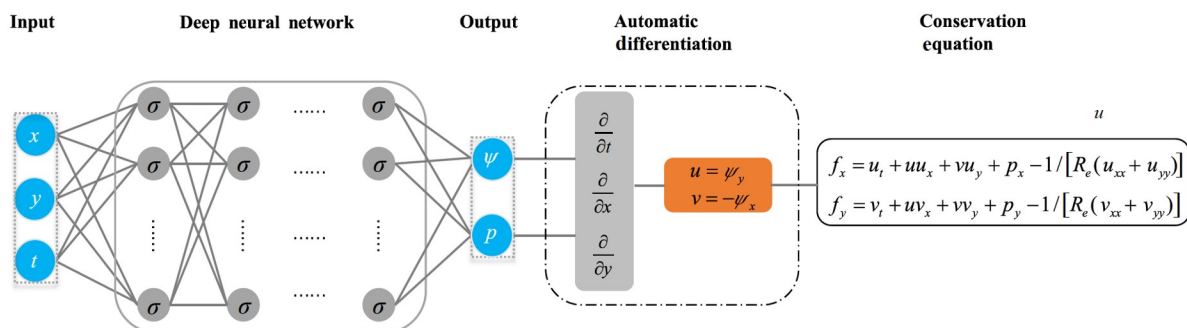 Input
Deep neural network
Output
Automatic
differentiation
Conservation
equation
x
y
t
σ σ ...... σ
σ σ ...... σ
......
σ σ ...... σ
ψ
p
∂/∂t
∂/∂x
∂/∂y
u = ψ_y
v = −ψ_x
u
f_x = u_t + uu_x + vu_y + p_x −1/[R_e(u_xx + u_yy)]
f_y = v_t + uv_x + vv_y + p_y −1/[R_e(v_xx + v_yy)]